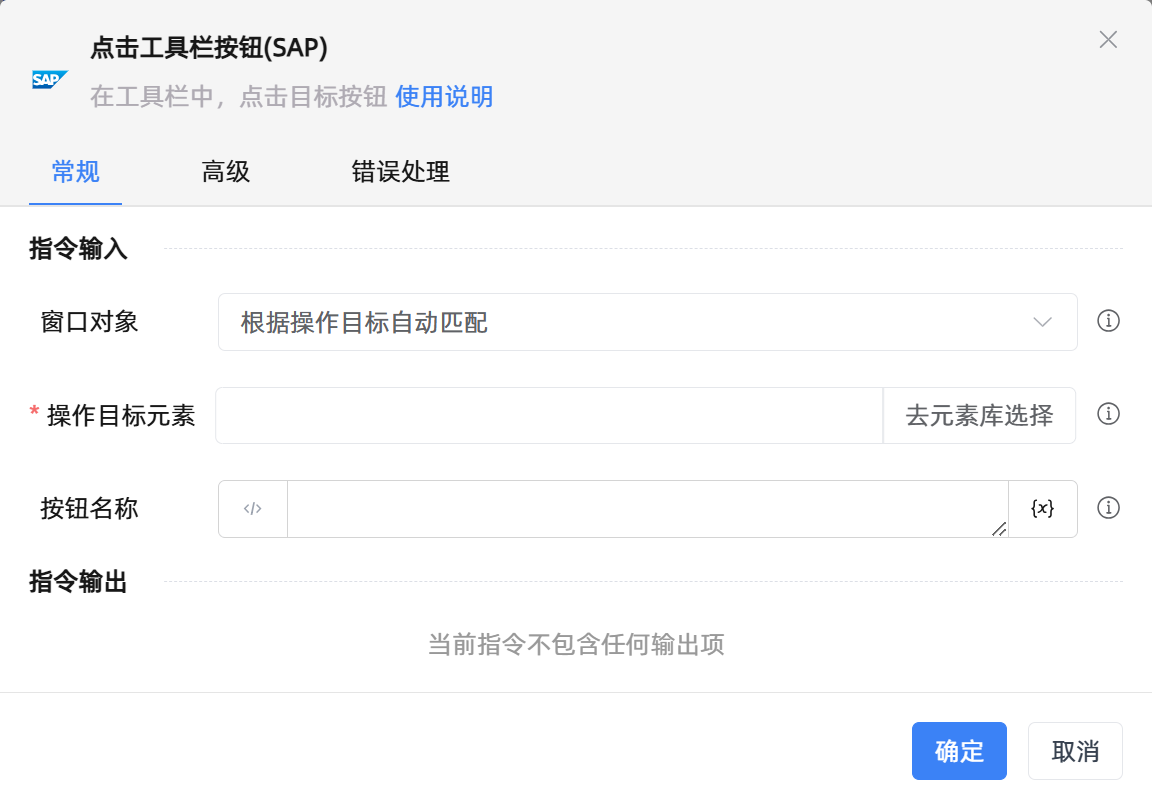 点击工具栏按钮(SAP)
SAP
在工具栏中，点击目标按钮 使用说明
常规 高级 错误处理
指令输入
窗口对象 根据操作目标自动匹配
* 操作目标元素 去元素库选择
按钮名称 </> {x}
指令输出
当前指令不包含任何输出项
确定 取消